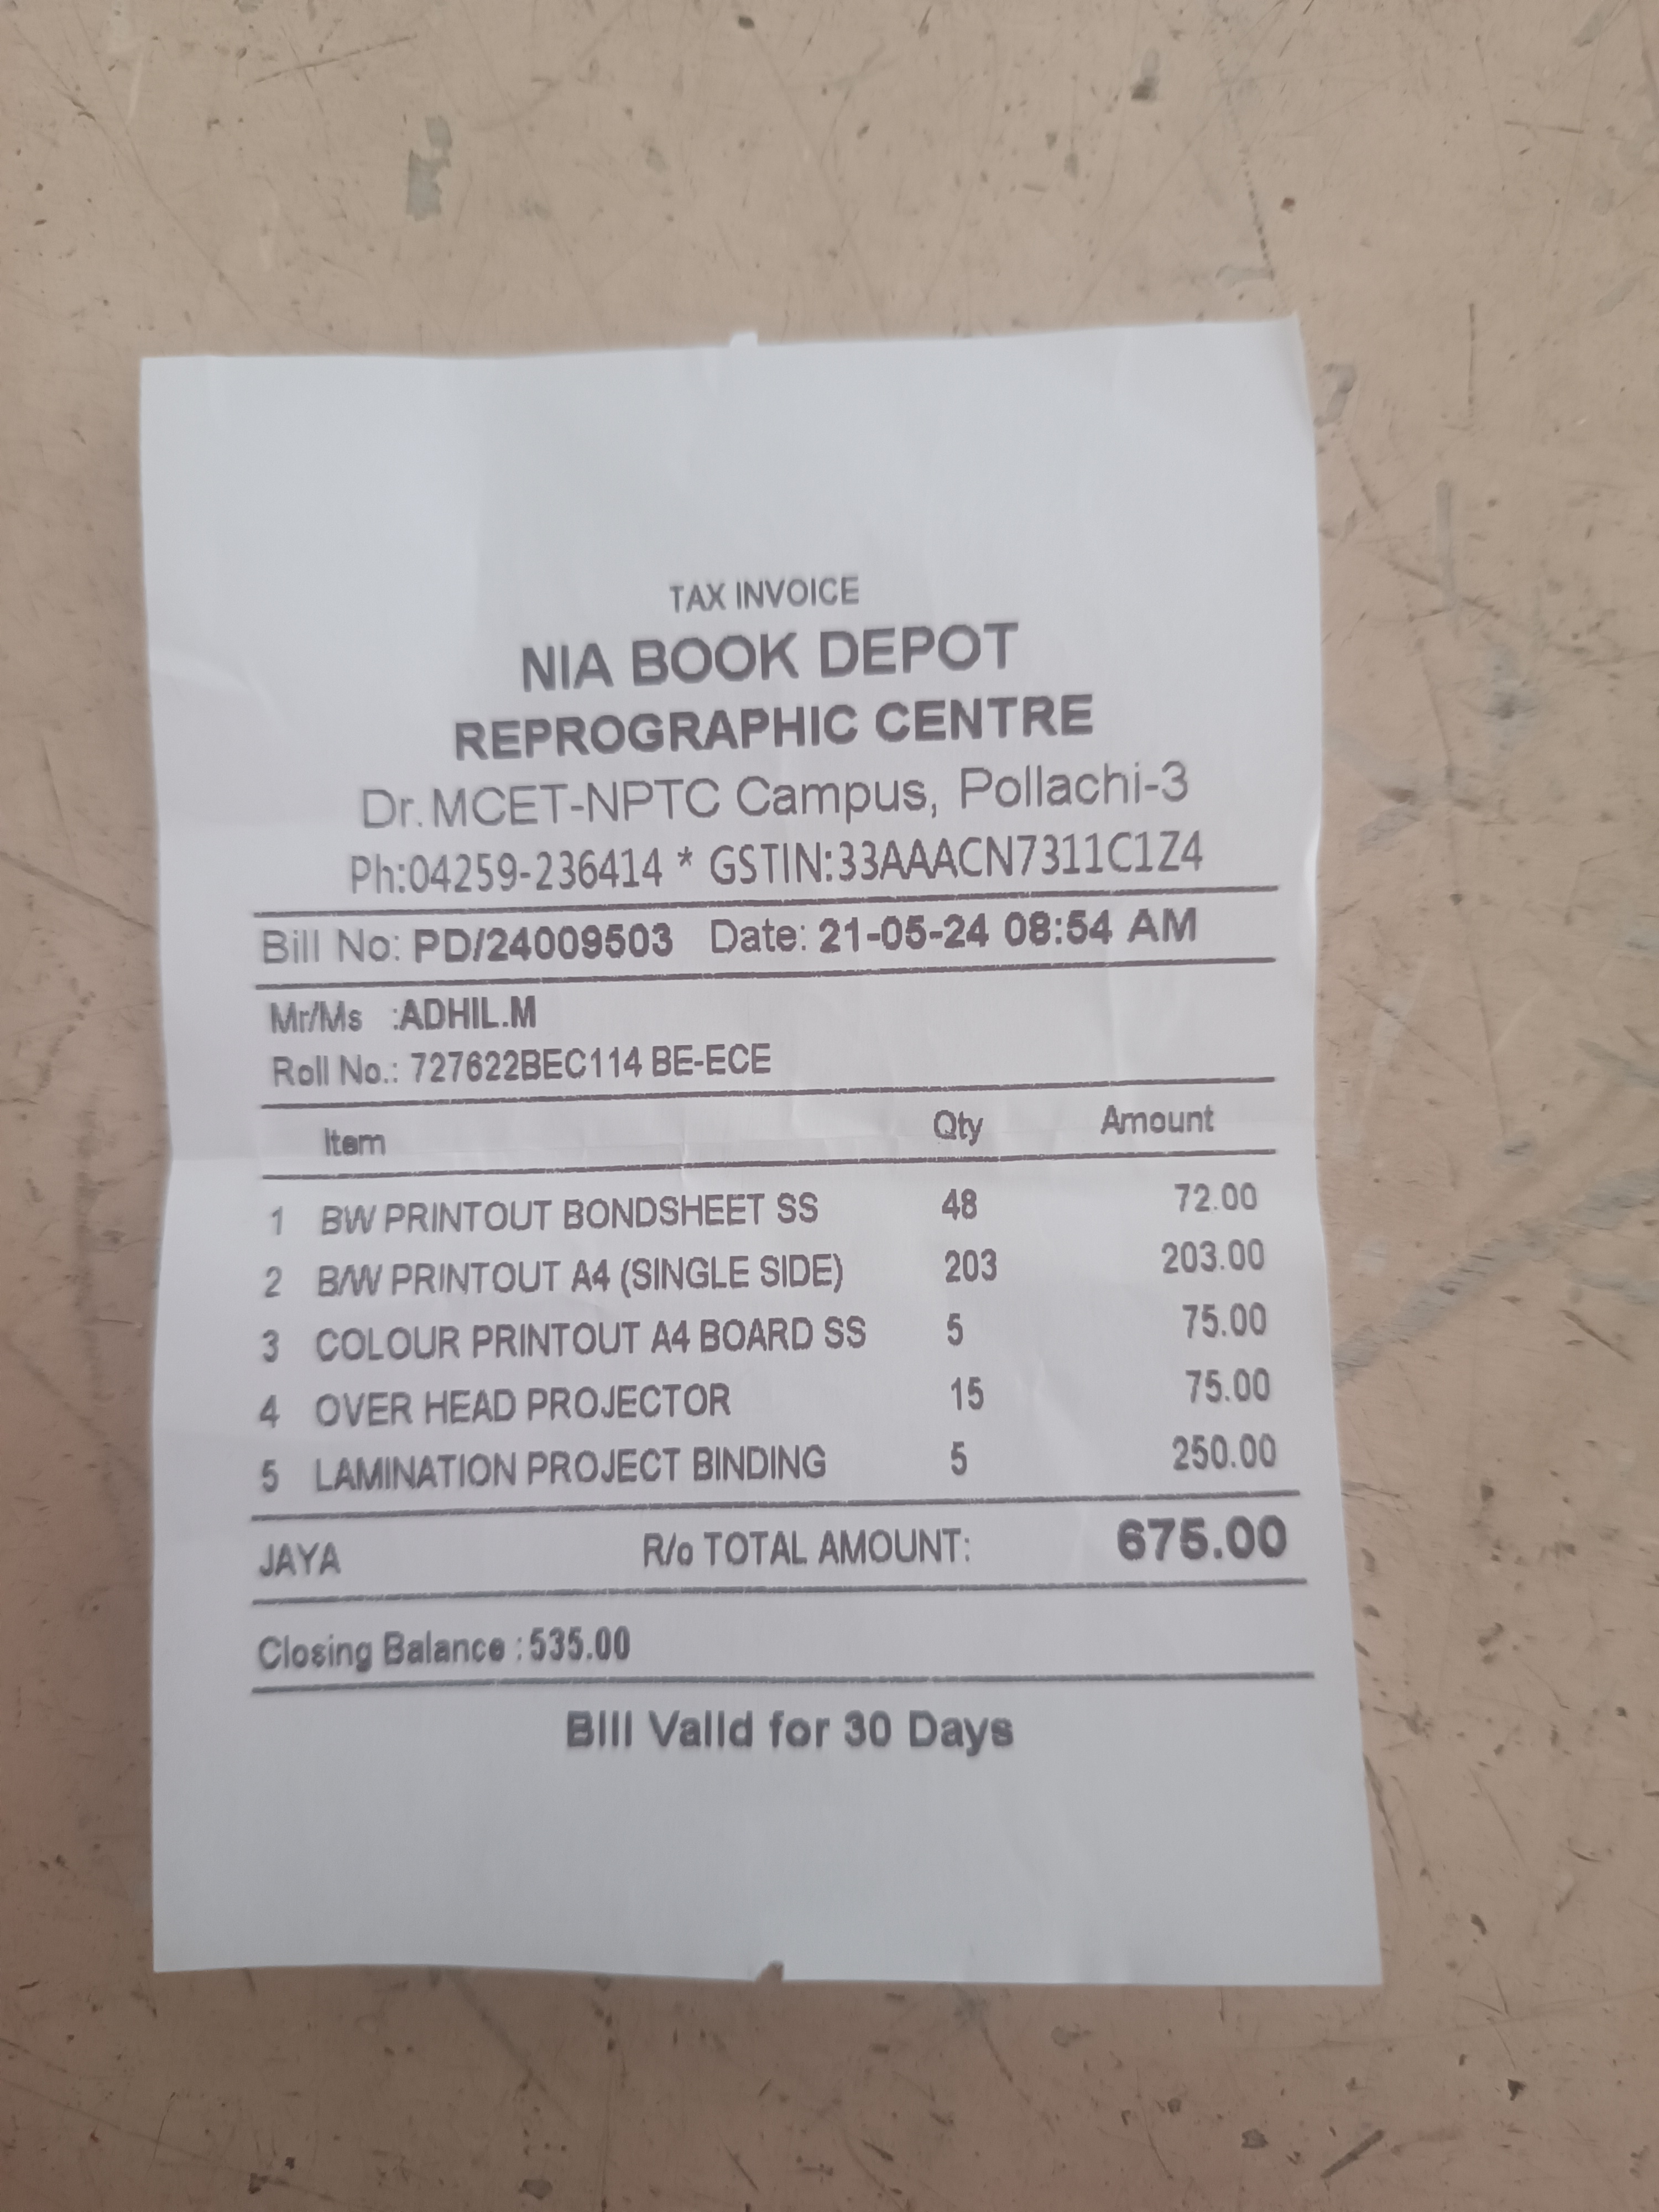 TAX INVOICE
NIA BOOK DEPOT
REPROGRAPHIC CENTRE
Dr.MCET-NPTC Campus, Pollachi-3
Ph:04259-236414 * GSTIN:33AAACN7311C1Z4
Bill No: PD/24009503 Date: 21-05-24 08:54 AM
Mr/Ms :ADHIL.M
Roll No.: 727622BEC114 BE-ECE
Item Qty Amount
1 BW PRINTOUT BONDSHEET SS 48 72.00
2 B/W PRINTOUT A4 (SINGLE SIDE) 203 203.00
3 COLOUR PRINTOUT A4 BOARD SS 5 75.00
4 OVER HEAD PROJECTOR 15 75.00
5 LAMINATION PROJECT BINDING 5 250.00
JAYA R/o TOTAL AMOUNT: 675.00
Closing Balance : 535.00
Bill Valid for 30 Days